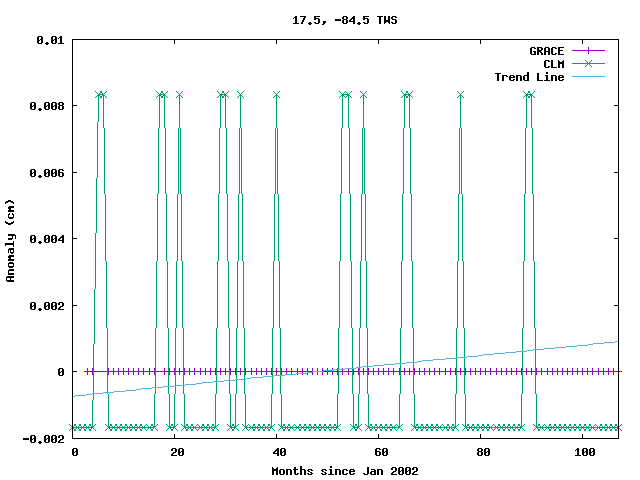 17.5, -84.5 TWS
0.01
0.008
0.006
0.004
0.002
0
-0.002
Anomaly (cm)
GRACE
CLM
Trend Line
0 20 40 60 80 100
Months since Jan 2002